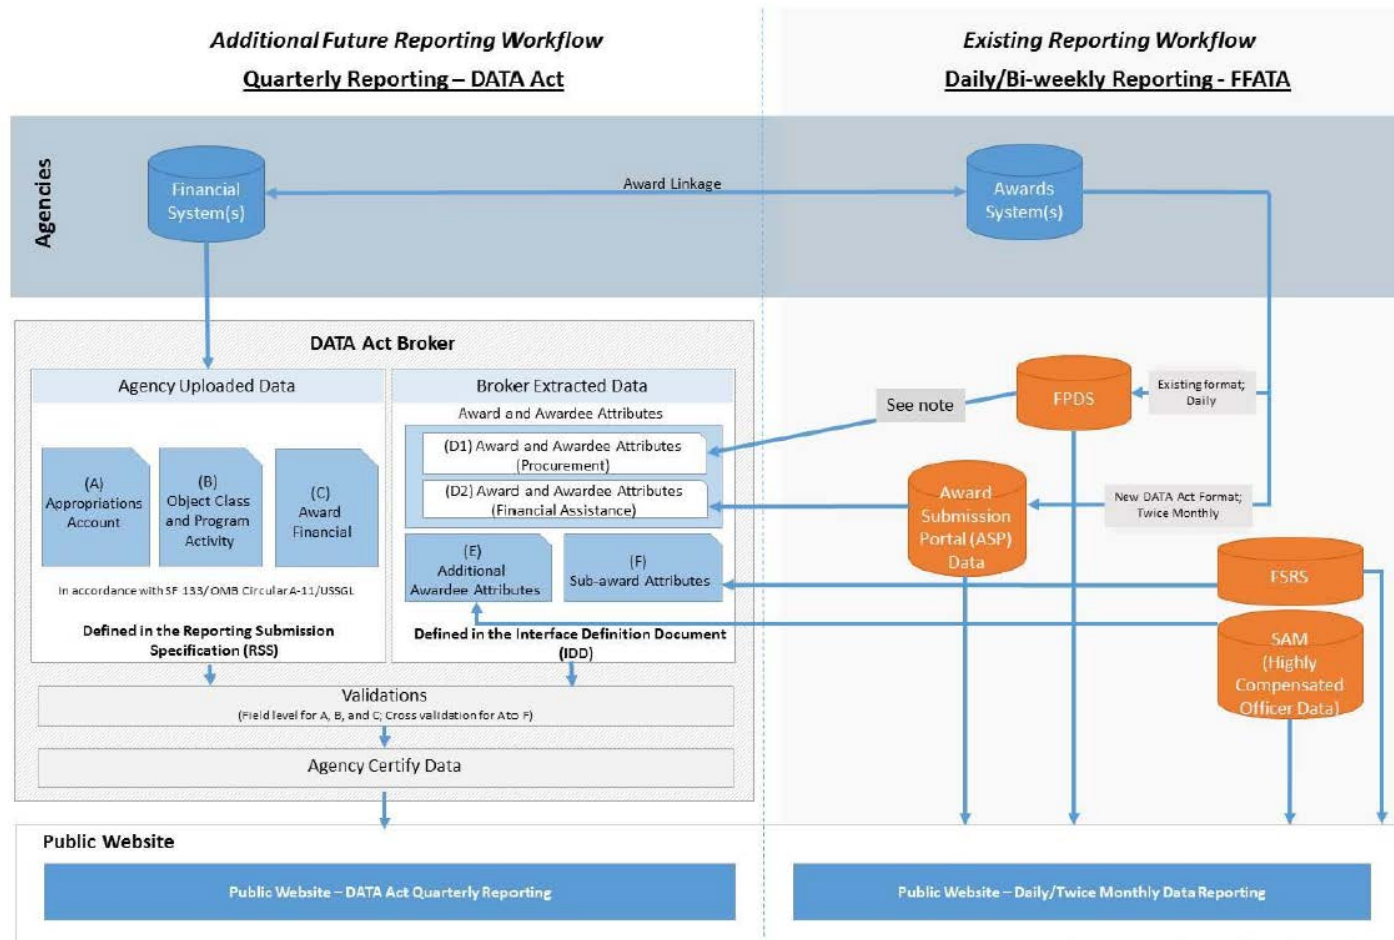 Additional Future Reporting Workflow
Quarterly Reporting – DATA Act
Existing Reporting Workflow
Daily/Bi-weekly Reporting - FFATA
Agencies
Financial
System(s)
Award Linkage
Awards
System(s)
DATA Act Broker
Agency Uploaded Data
(A)
Appropriations
Account
(B)
Object Class
and Program
Activity
(C)
Award
Financial
In accordance with SF 133/OMB Circular A-11/USSGL
Defined in the Reporting Submission
Specification (RSS)
Broker Extracted Data
Award and Awardee Attributes
(D1) Award and Awardee Attributes
(Procurement)
(D2) Award and Awardee Attributes
(Financial Assistance)
(E)
Additional
Awardee Attributes
(F)
Sub-award Attributes
Defined in the Interface Definition Document
(IDD)
See note
FPDS
Existing format;
Daily
Award
Submission
Portal (ASP)
Data
New DATA Act Format;
Twice Monthly
FSRS
SAM
(Highly
Compensated
Officer Data)
Validations
(Field level for A, B, and C; Cross validation for A to F)
Agency Certify Data
Public Website
Public Website – DATA Act Quarterly Reporting
Public Website – Daily/Twice Monthly Data Reporting